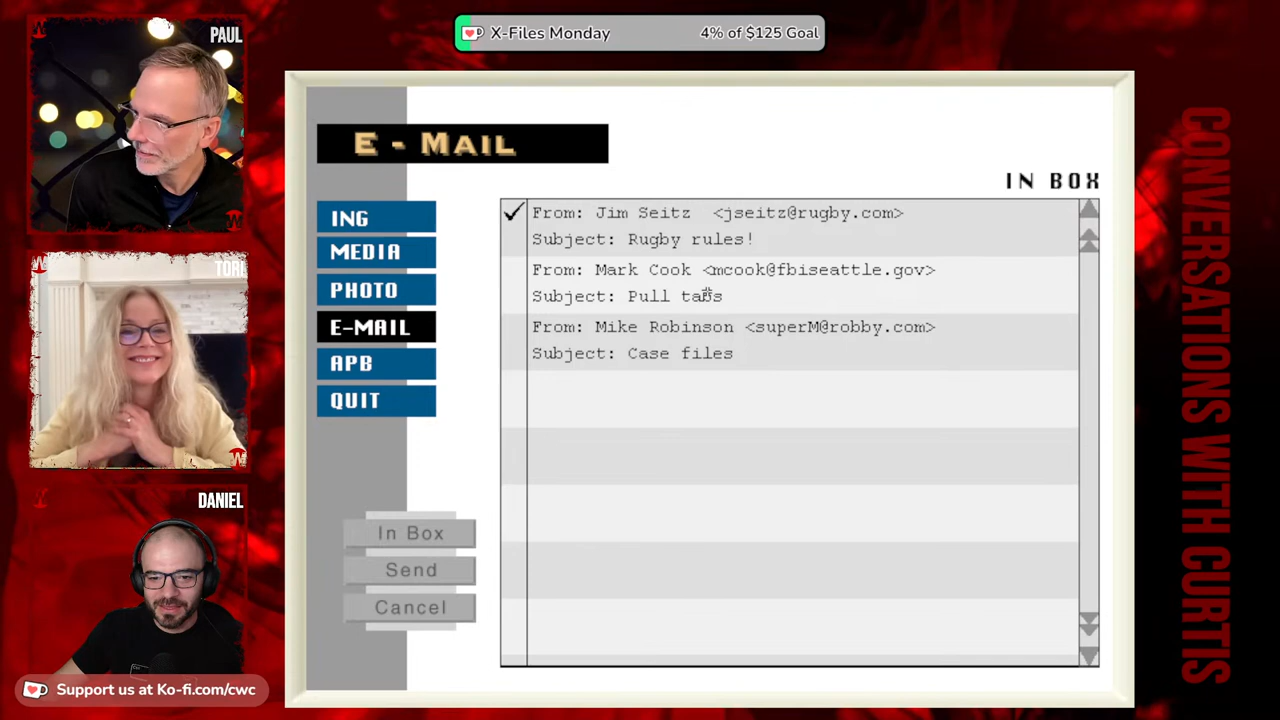 PAUL
X-Files Monday 4% of $125 Goal
E - MAIL
IN BOX
ING
MEDIA
PHOTO
E-MAIL
APB
QUIT
From: Jim Seitz <jseitz@rugby.com>
Subject: Rugby rules!
From: Mark Cook <mcook@fbiseattle.gov>
Subject: Pull tabs
From: Mike Robinson <superM@robby.com>
Subject: Case files
In Box
Send
Cancel
TORI
DANIEL
Support us at Ko-fi.com/cwc
CONVERSATIONS WITH CURTIS